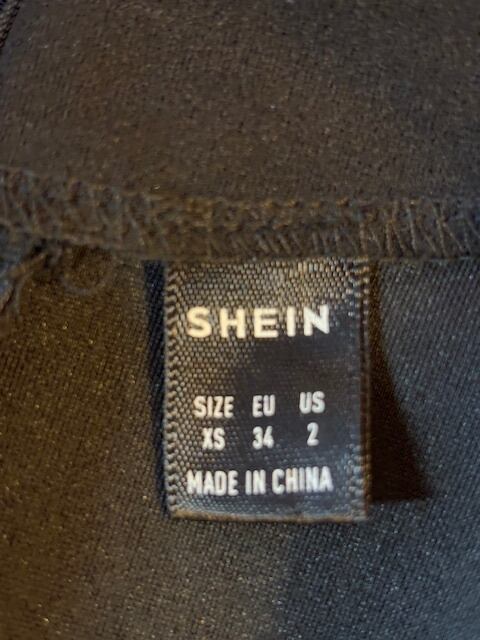 SHEIN
SIZE EU US
XS 34 2
MADE IN CHINA